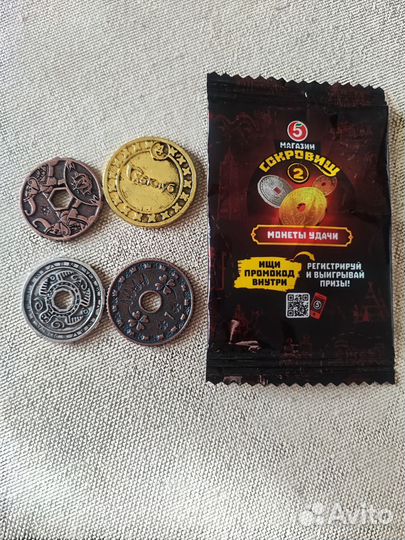 5
МАГАЗИН
СОКРОВИЩ
2
МОНЕТЫ УДАЧИ
ИЩИ
ПРОМОКОД
ВНУТРИ
РЕГИСТРИРУЙ
И ВЫИГРЫВАЙ
ПРИЗЫ!
Avito